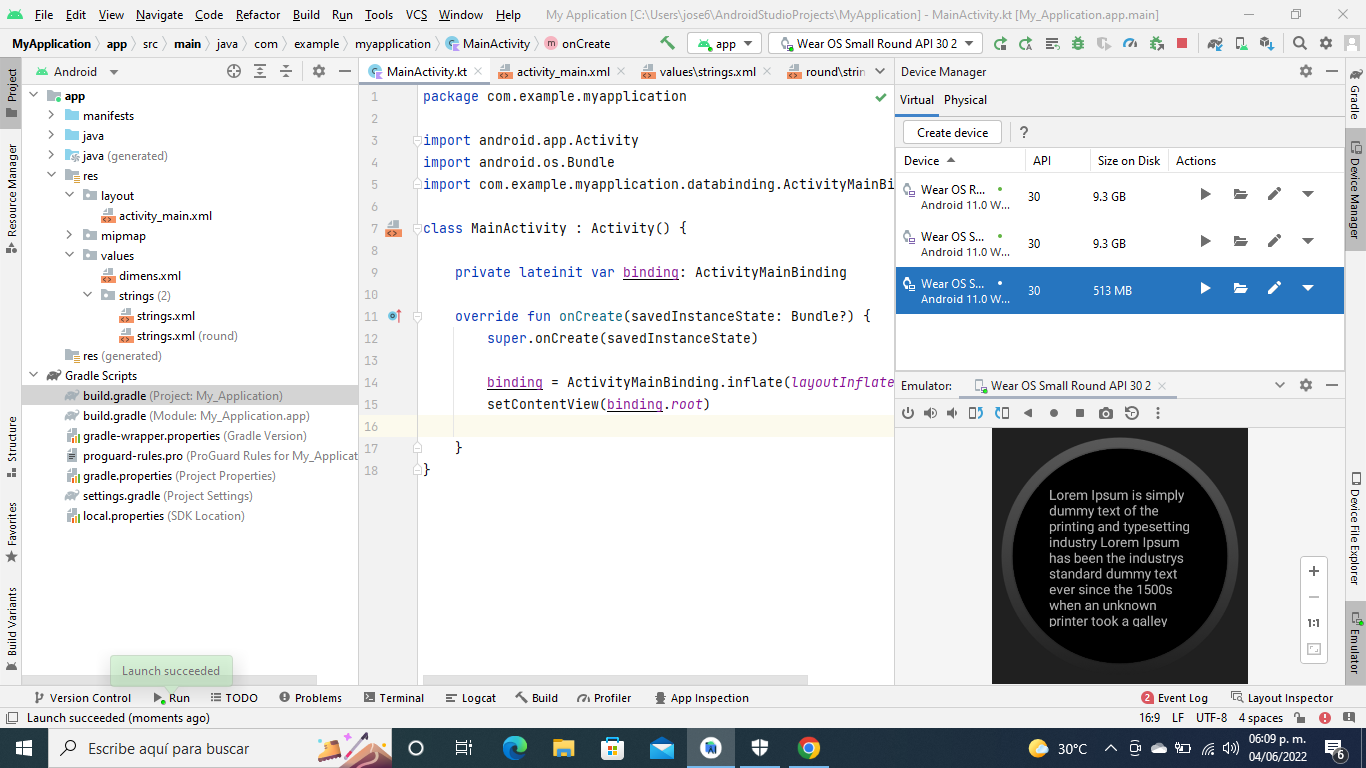 File Edit View Navigate Code Refactor Build Run Tools VCS Window Help My Application [C:\Users\jose6\AndroidStudioProjects\MyApplication] - MainActivity.kt [My_Application.app.main]
MyApplication app src main java com example myapplication MainActivity onCreate app Wear OS Small Round API 30 2
Project
Resource Manager
Structure
Favorites
Build Variants
Android
app
manifests
java
java (generated)
res
layout
activity_main.xml
mipmap
values
dimens.xml
strings (2)
strings.xml
strings.xml (round)
res (generated)
Gradle Scripts
build.gradle (Project: My_Application)
build.gradle (Module: My_Application.app)
gradle-wrapper.properties (Gradle Version)
proguard-rules.pro (ProGuard Rules for My_Applicat
gradle.properties (Project Properties)
settings.gradle (Project Settings)
local.properties (SDK Location)
Launch succeeded
MainActivity.kt activity_main.xml values\strings.xml round\strin
1 package com.example.myapplication
2
3 import android.app.Activity
4 import android.os.Bundle
5 import com.example.myapplication.databinding.ActivityMainBi
6
7 class MainActivity : Activity() {
8
9 private lateinit var binding: ActivityMainBinding
10
11 override fun onCreate(savedInstanceState: Bundle?) {
12 super.onCreate(savedInstanceState)
13
14 binding = ActivityMainBinding.inflate(layoutInflate
15 setContentView(binding.root)
16
17 }
18 }
Device Manager
Virtual Physical
Create device ?
Device API Size on Disk Actions
Wear OS R... 30 9.3 GB
Android 11.0 W...
Wear OS S... 30 9.3 GB
Android 11.0 W...
Wear OS S... 30 513 MB
Android 11.0 W...
Emulator: Wear OS Small Round API 30 2
Lorem Ipsum is simply
dummy text of the
printing and typesetting
industry Lorem Ipsum
has been the industrys
standard dummy text
ever since the 1500s
when an unknown
printer took a galley
1:1
Gradle
Device Manager
Device File Explorer
Emulator
Version Control Run TODO Problems Terminal Logcat Build Profiler App Inspection 2 Event Log Layout Inspector
Launch succeeded (moments ago) 16:9 LF UTF-8 4 spaces
Escribe aquí para buscar 30°C 06:09 p. m.
04/06/2022 6